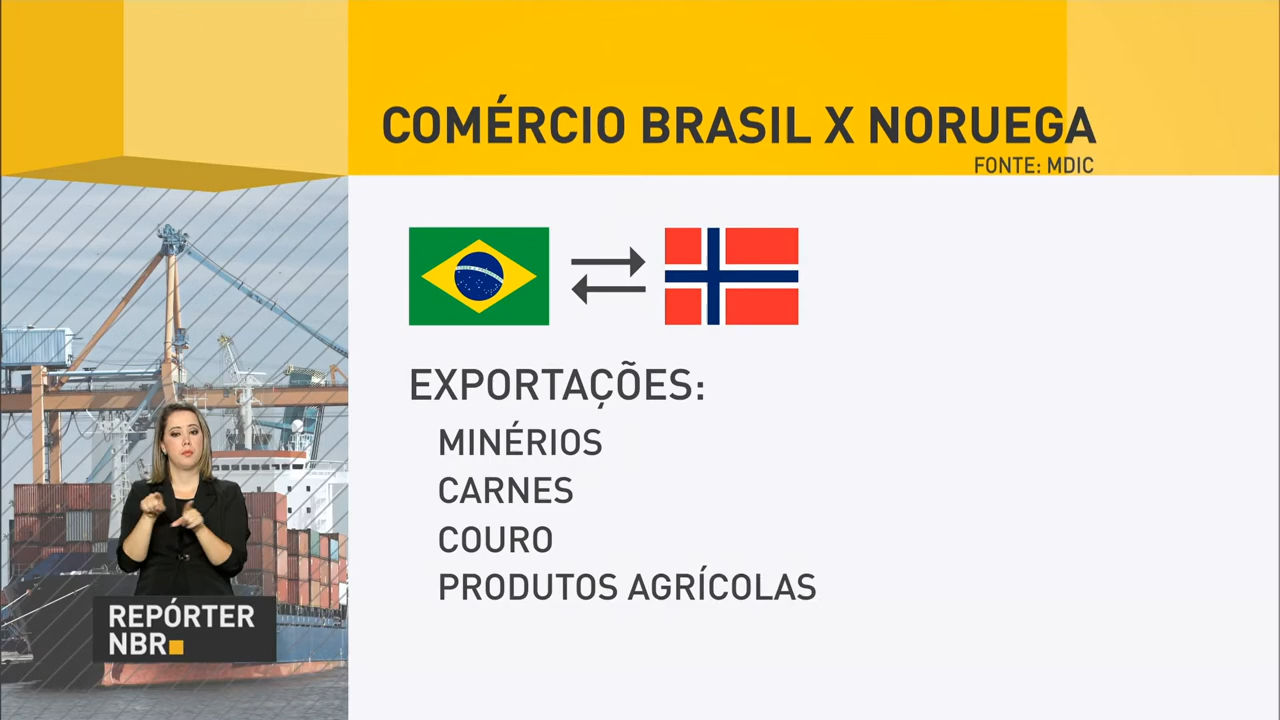 COMÉRCIO BRASIL X NORUEGA
FONTE: MDIC
EXPORTAÇÕES:
MINÉRIOS
CARNES
COURO
PRODUTOS AGRÍCOLAS
REPÓRTER
NBR